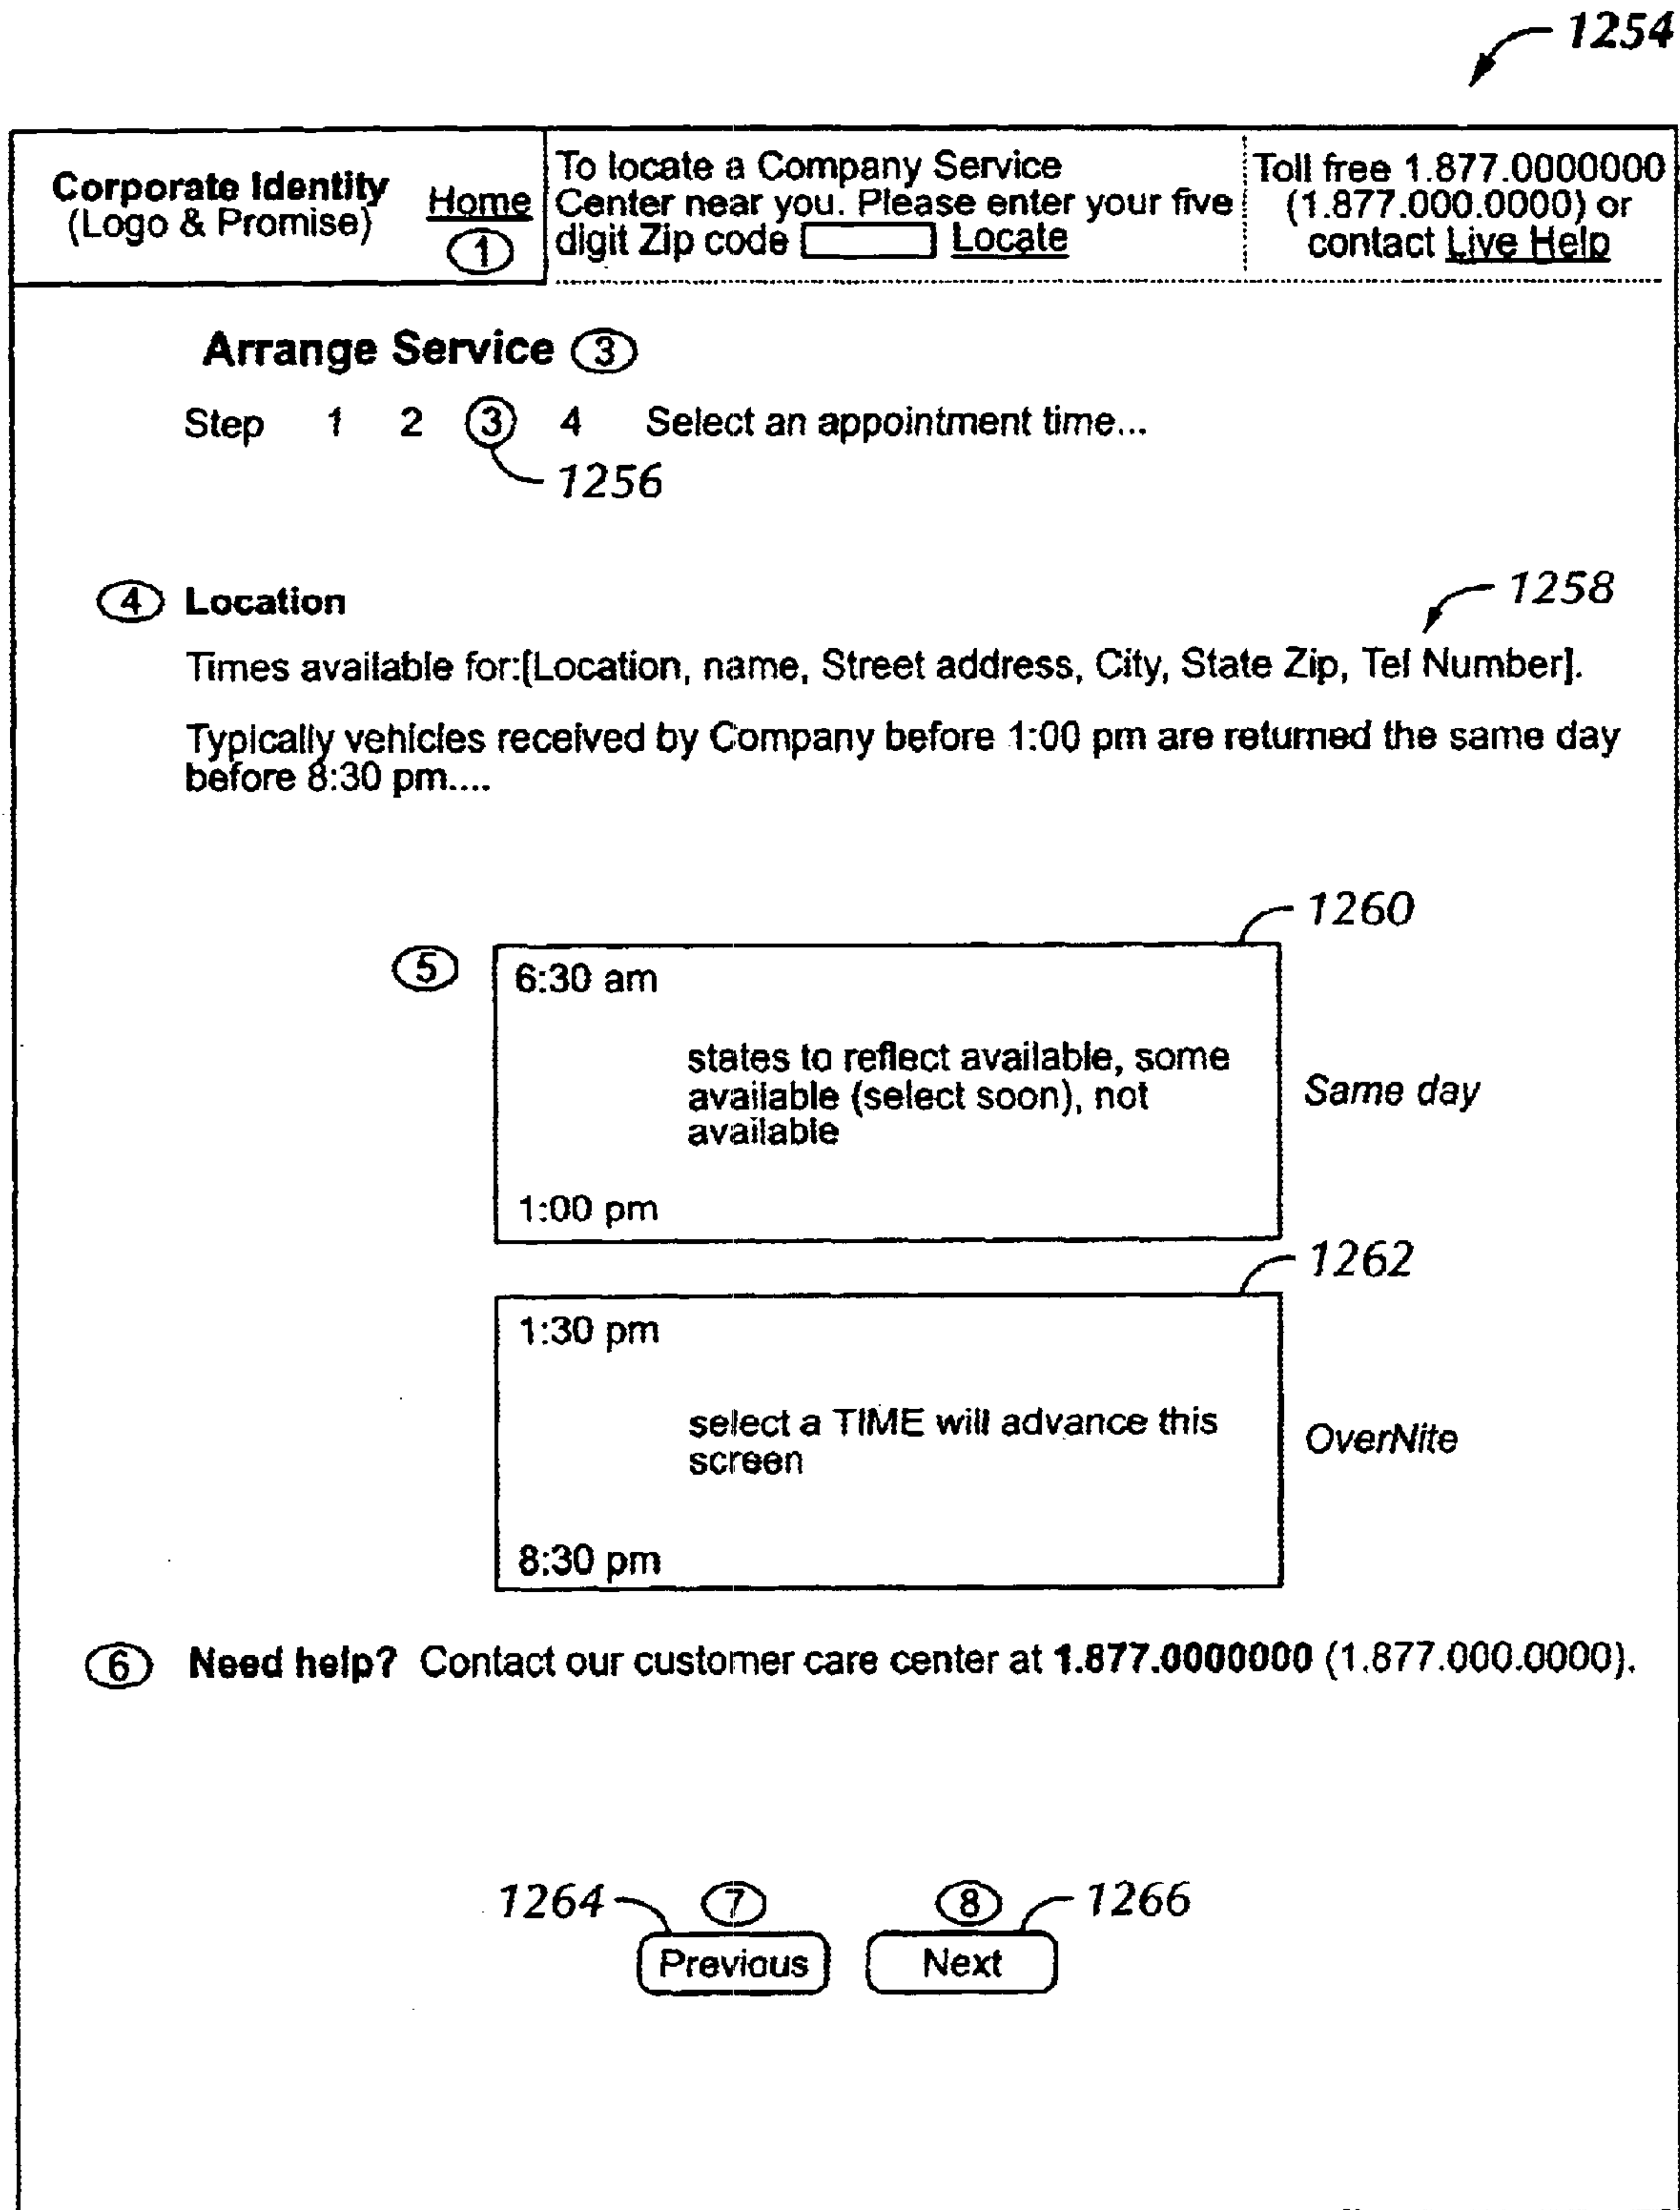 1254
Corporate Identity
(Logo & Promise)
Home
1
To locate a Company Service
Center near you. Please enter your five
digit Zip code Locate
Toll free 1.877.0000000
(1.877.000.0000) or
contact Live Help
Arrange Service 3
Step 1 2 3 4 Select an appointment time...
1256
4 Location
1258
Times available for:[Location, name, Street address, City, State Zip, Tel Number].
Typically vehicles received by Company before 1:00 pm are returned the same day
before 8:30 pm....
1260
5
6:30 am
states to reflect available, some
available (select soon), not
available
1:00 pm
Same day
1262
1:30 pm
select a TIME will advance this
screen
8:30 pm
OverNite
6 Need help? Contact our customer care center at 1.877.0000000 (1.877.000.0000).
1264 7 8 1266
Previous Next